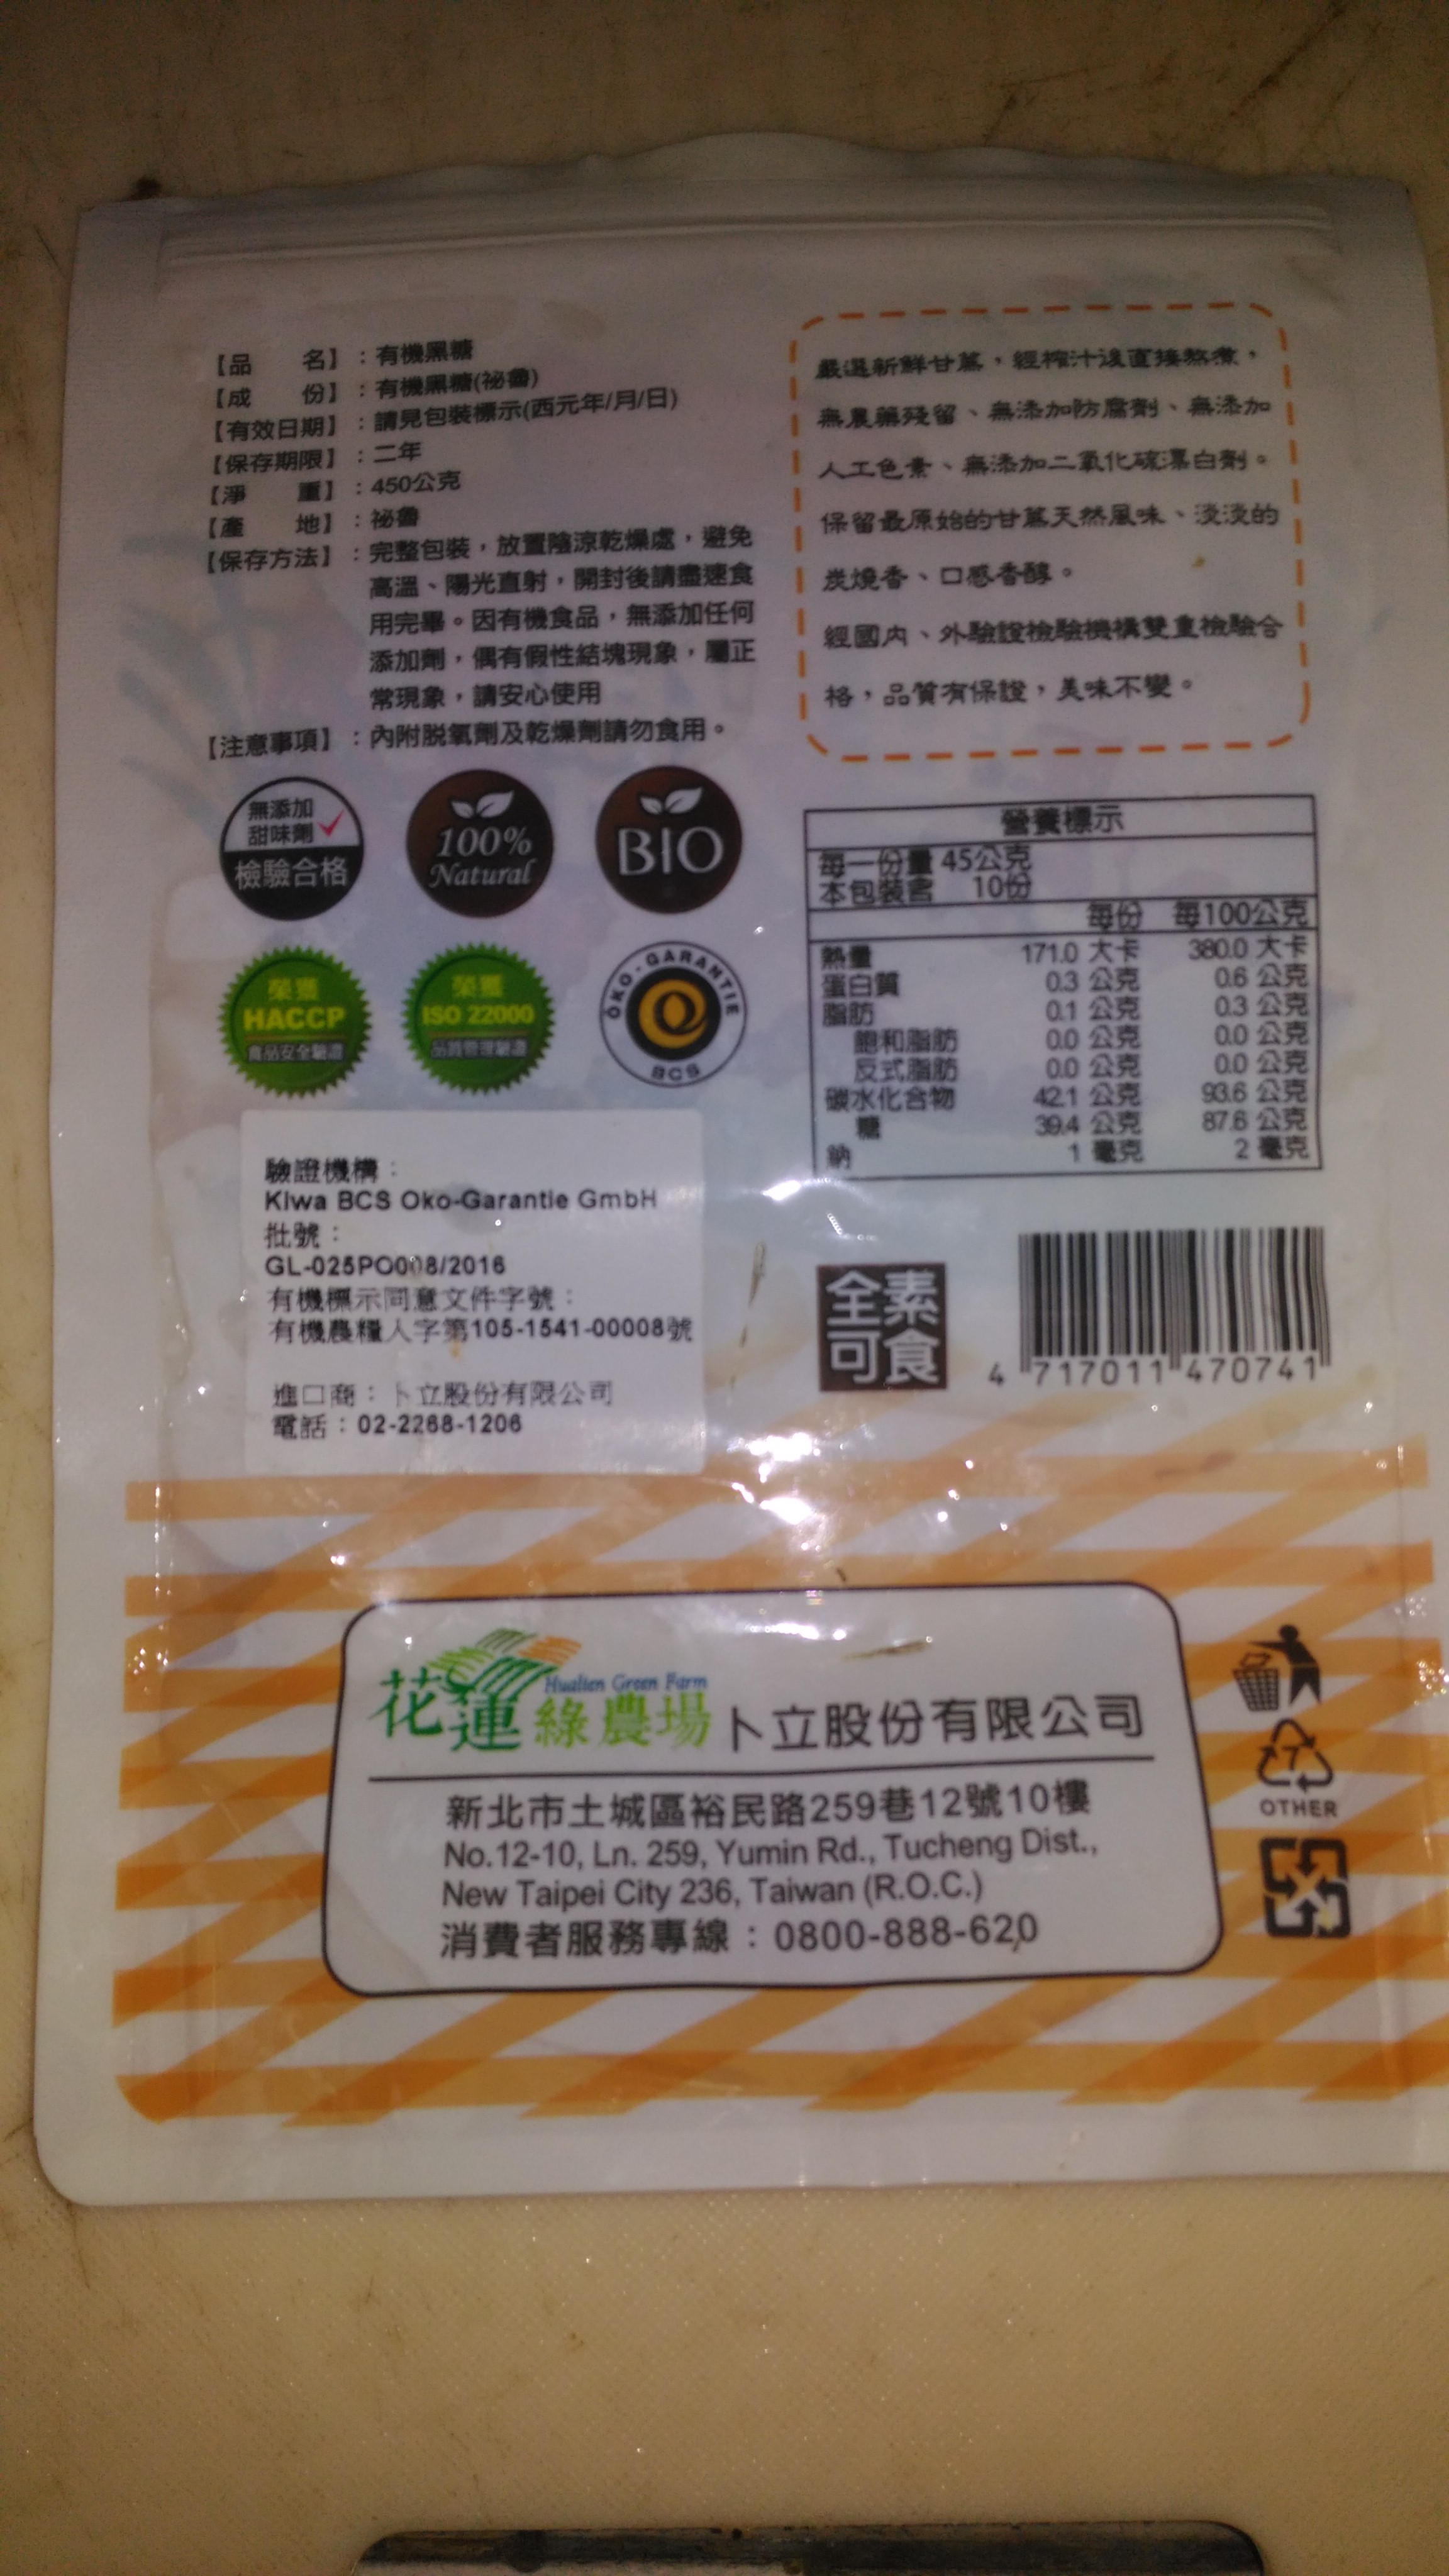 【品　　名】：有機黑糖
【成　　份】：有機黑糖(祕魯)
【有效日期】：請見包裝標示(西元年/月/日)
【保存期限】：二年
【淨　　重】：450公克
【產　　地】：祕魯
【保存方法】：完整包裝，放置陰涼乾燥處，避免
高溫、陽光直射，開封後請盡速食
用完畢。因有機食品，無添加任何
添加劑，偶有假性結塊現象，屬正
常現象，請安心使用
【注意事項】：內附脫氧劑及乾燥劑請勿食用。
嚴選新鮮甘蔗，經榨汁後直接熬煮，
無農藥殘留、無添加防腐劑、無添加
人工色素、無添加二氧化硫漂白劑。
保留最原始的甘蔗天然風味、淡淡的
炭燒香、口感香醇。
經國內、外驗證檢驗機構雙重檢驗合
格，品質有保證，美味不變。
無添加
甜味劑
檢驗合格
100%
Natural
BIO
榮獲
HACCP
食品安全驗證
榮獲
ISO 22000
品質管理驗證
ÖKO-GARANTIE
BCS
營養標示
每一份量 45公克
本包裝含 10份
每份 每100公克
熱量 171.0 大卡 380.0 大卡
蛋白質 0.3 公克 0.6 公克
脂肪 0.1 公克 0.3 公克
飽和脂肪 0.0 公克 0.0 公克
反式脂肪 0.0 公克 0.0 公克
碳水化合物 42.1 公克 93.6 公克
糖 39.4 公克 87.6 公克
鈉 1 毫克 2 毫克
驗證機構：
Kiwa BCS Oko-Garantie GmbH
批號：
GL-025PO008/2016
有機標示同意文件字號：
有機農糧人字第105-1541-00008號
進口商：卜立股份有限公司
電話：02-2268-1206
全素
可食
4 717011 470741
花蓮綠農場
Hualien Green Farm
卜立股份有限公司
新北市土城區裕民路259巷12號10樓
No.12-10, Ln. 259, Yumin Rd., Tucheng Dist.,
New Taipei City 236, Taiwan (R.O.C.)
消費者服務專線：0800-888-620
7
OTHER